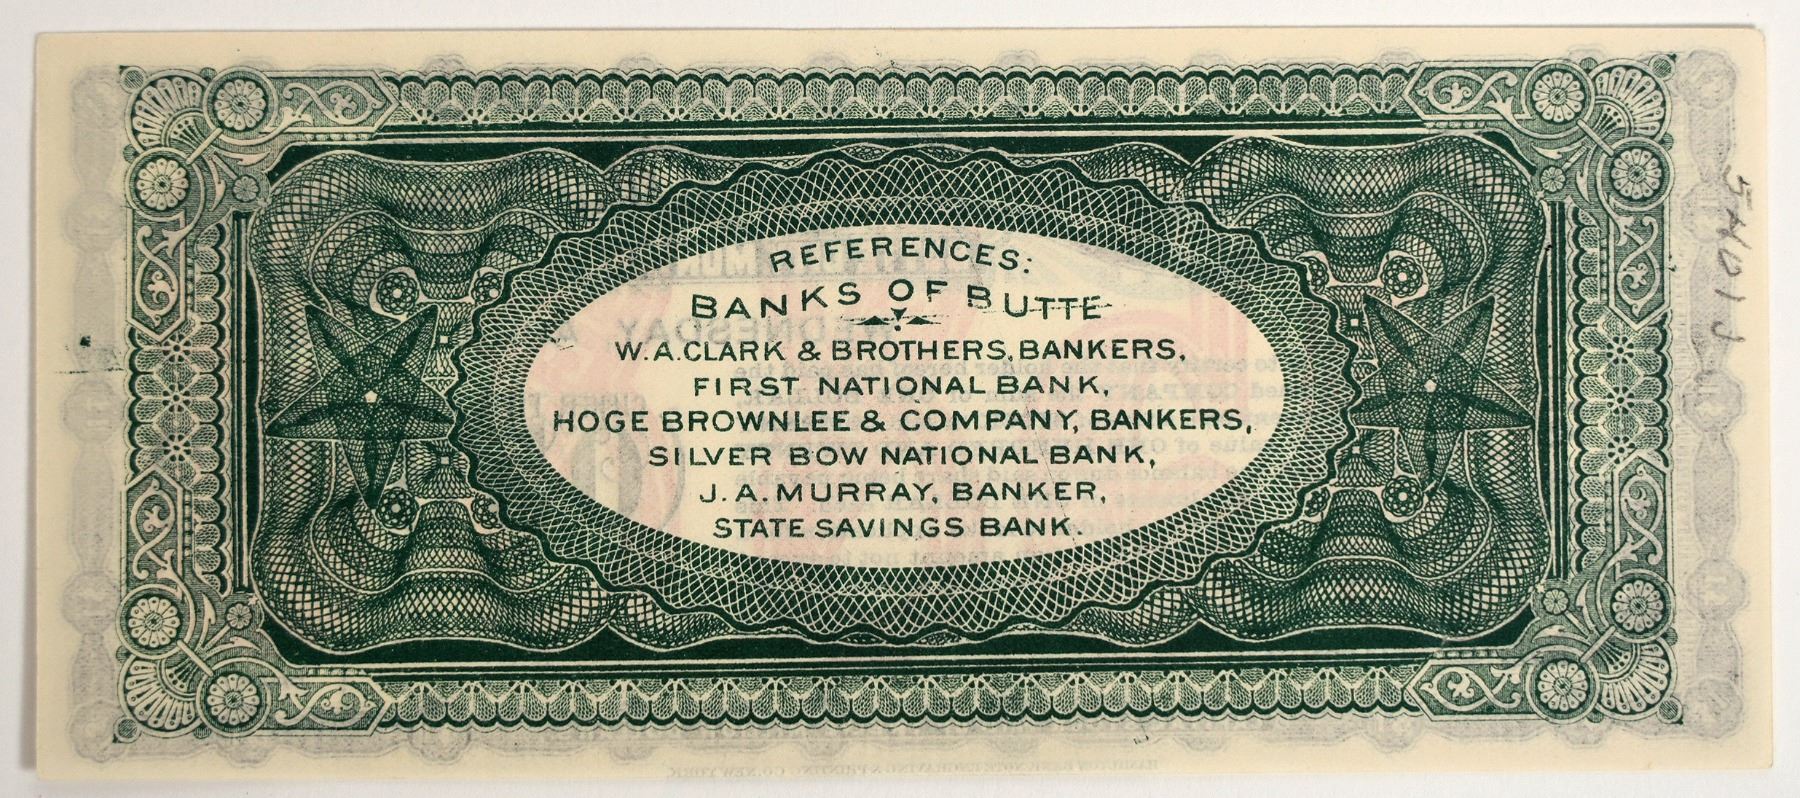 REFERENCES:
BANKS OF BUTTE
W.A.CLARK & BROTHERS, BANKERS,
FIRST NATIONAL BANK,
HOGE BROWNLEE & COMPANY, BANKERS,
SILVER BOW NATIONAL BANK,
J. A. MURRAY, BANKER,
STATE SAVINGS BANK.